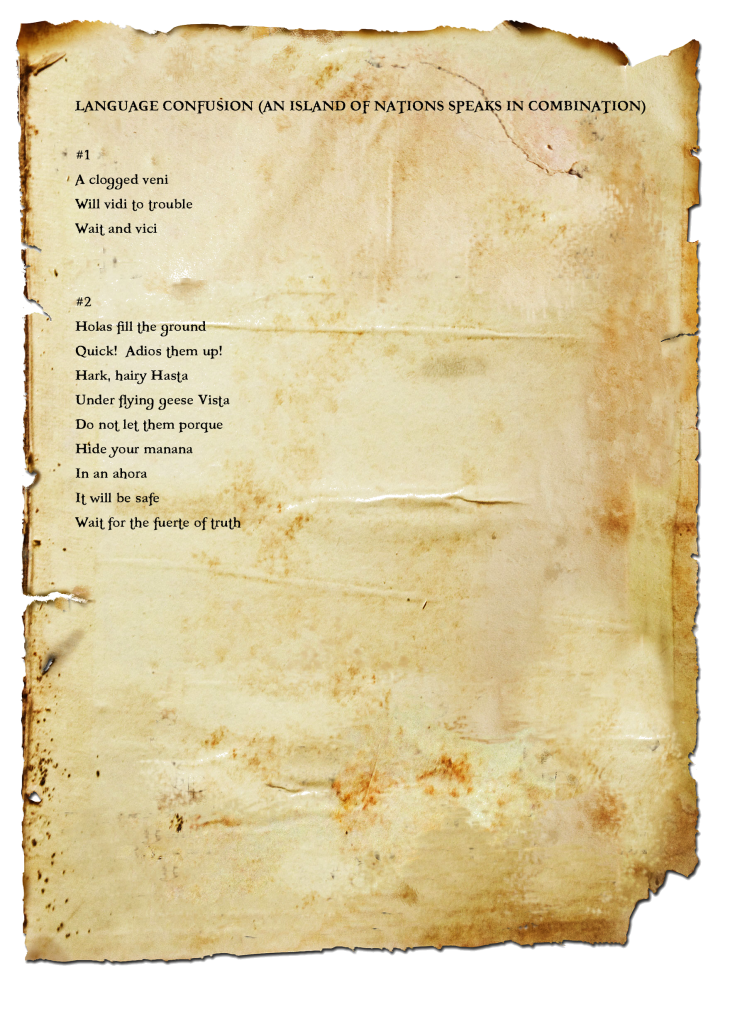 LANGUAGE CONFUSION (AN ISLAND OF NATIONS SPEAKS IN COMBINATION)
#1
A clogged veni
Will vidi to trouble
Wait and vici
#2
Holas fill the ground
Quick!  Adios them up!
Hark, hairy Hasta
Under flying geese Vista
Do not let them porque
Hide your manana
In an ahora
It will be safe
Wait for the fuerte of truth